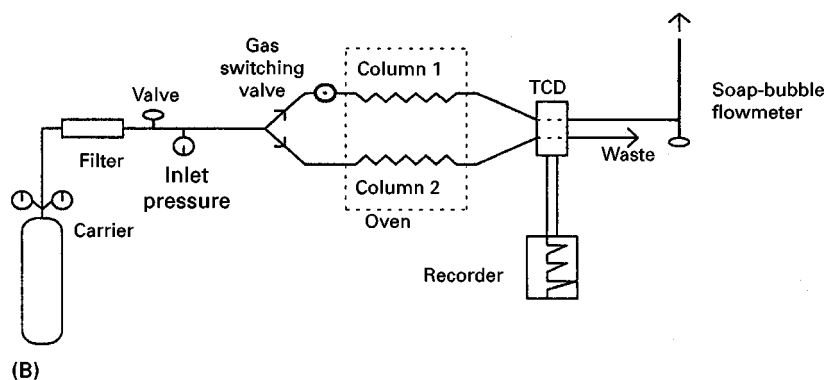 Gas
switching
valve
Column 1
TCD
Soap-bubble
flowmeter
Valve
Filter
Inlet
pressure
Waste
Column 2
Oven
Carrier
Recorder
(B)